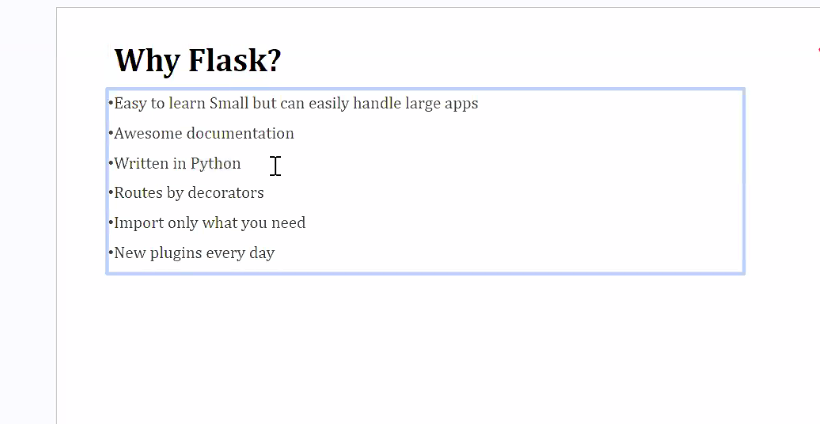 Why Flask?
•Easy to learn Small but can easily handle large apps
•Awesome documentation
•Written in Python
•Routes by decorators
•Import only what you need
•New plugins every day